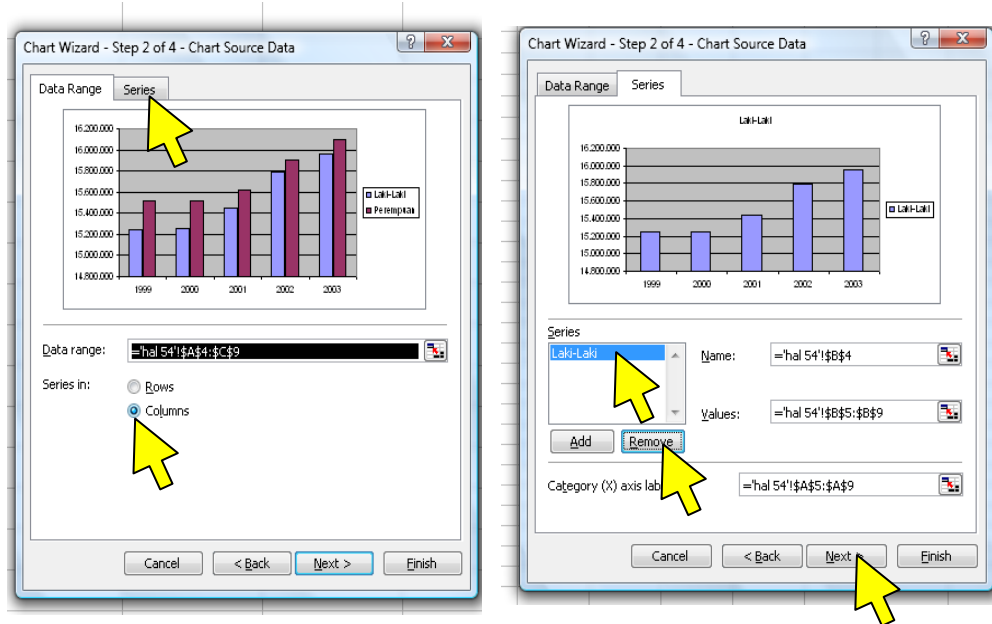 Chart Wizard - Step 2 of 4 - Chart Source Data
Data Range Series
16.200.000
16.000.000
15.800.000
15.600.000
15.400.000
15.200.000
15.000.000
14.800.000
1999 2000 2001 2002 2003
Laki-Laki
Perempuan
Data range: ='hal 54'!$A$4:$C$9
Series in: Rows
Columns
Cancel < Back Next > Finish
Chart Wizard - Step 2 of 4 - Chart Source Data
Data Range Series
Laki-Laki
16.200.000
16.000.000
15.800.000
15.600.000
15.400.000
15.200.000
15.000.000
14.800.000
1999 2000 2001 2002 2003
Laki-Laki
Series
Laki-Laki
Name: ='hal 54'!$B$4
Values: ='hal 54'!$B$5:$B$9
Add Remove
Category (X) axis lab ='hal 54'!$A$5:$A$9
Cancel < Back Next > Finish